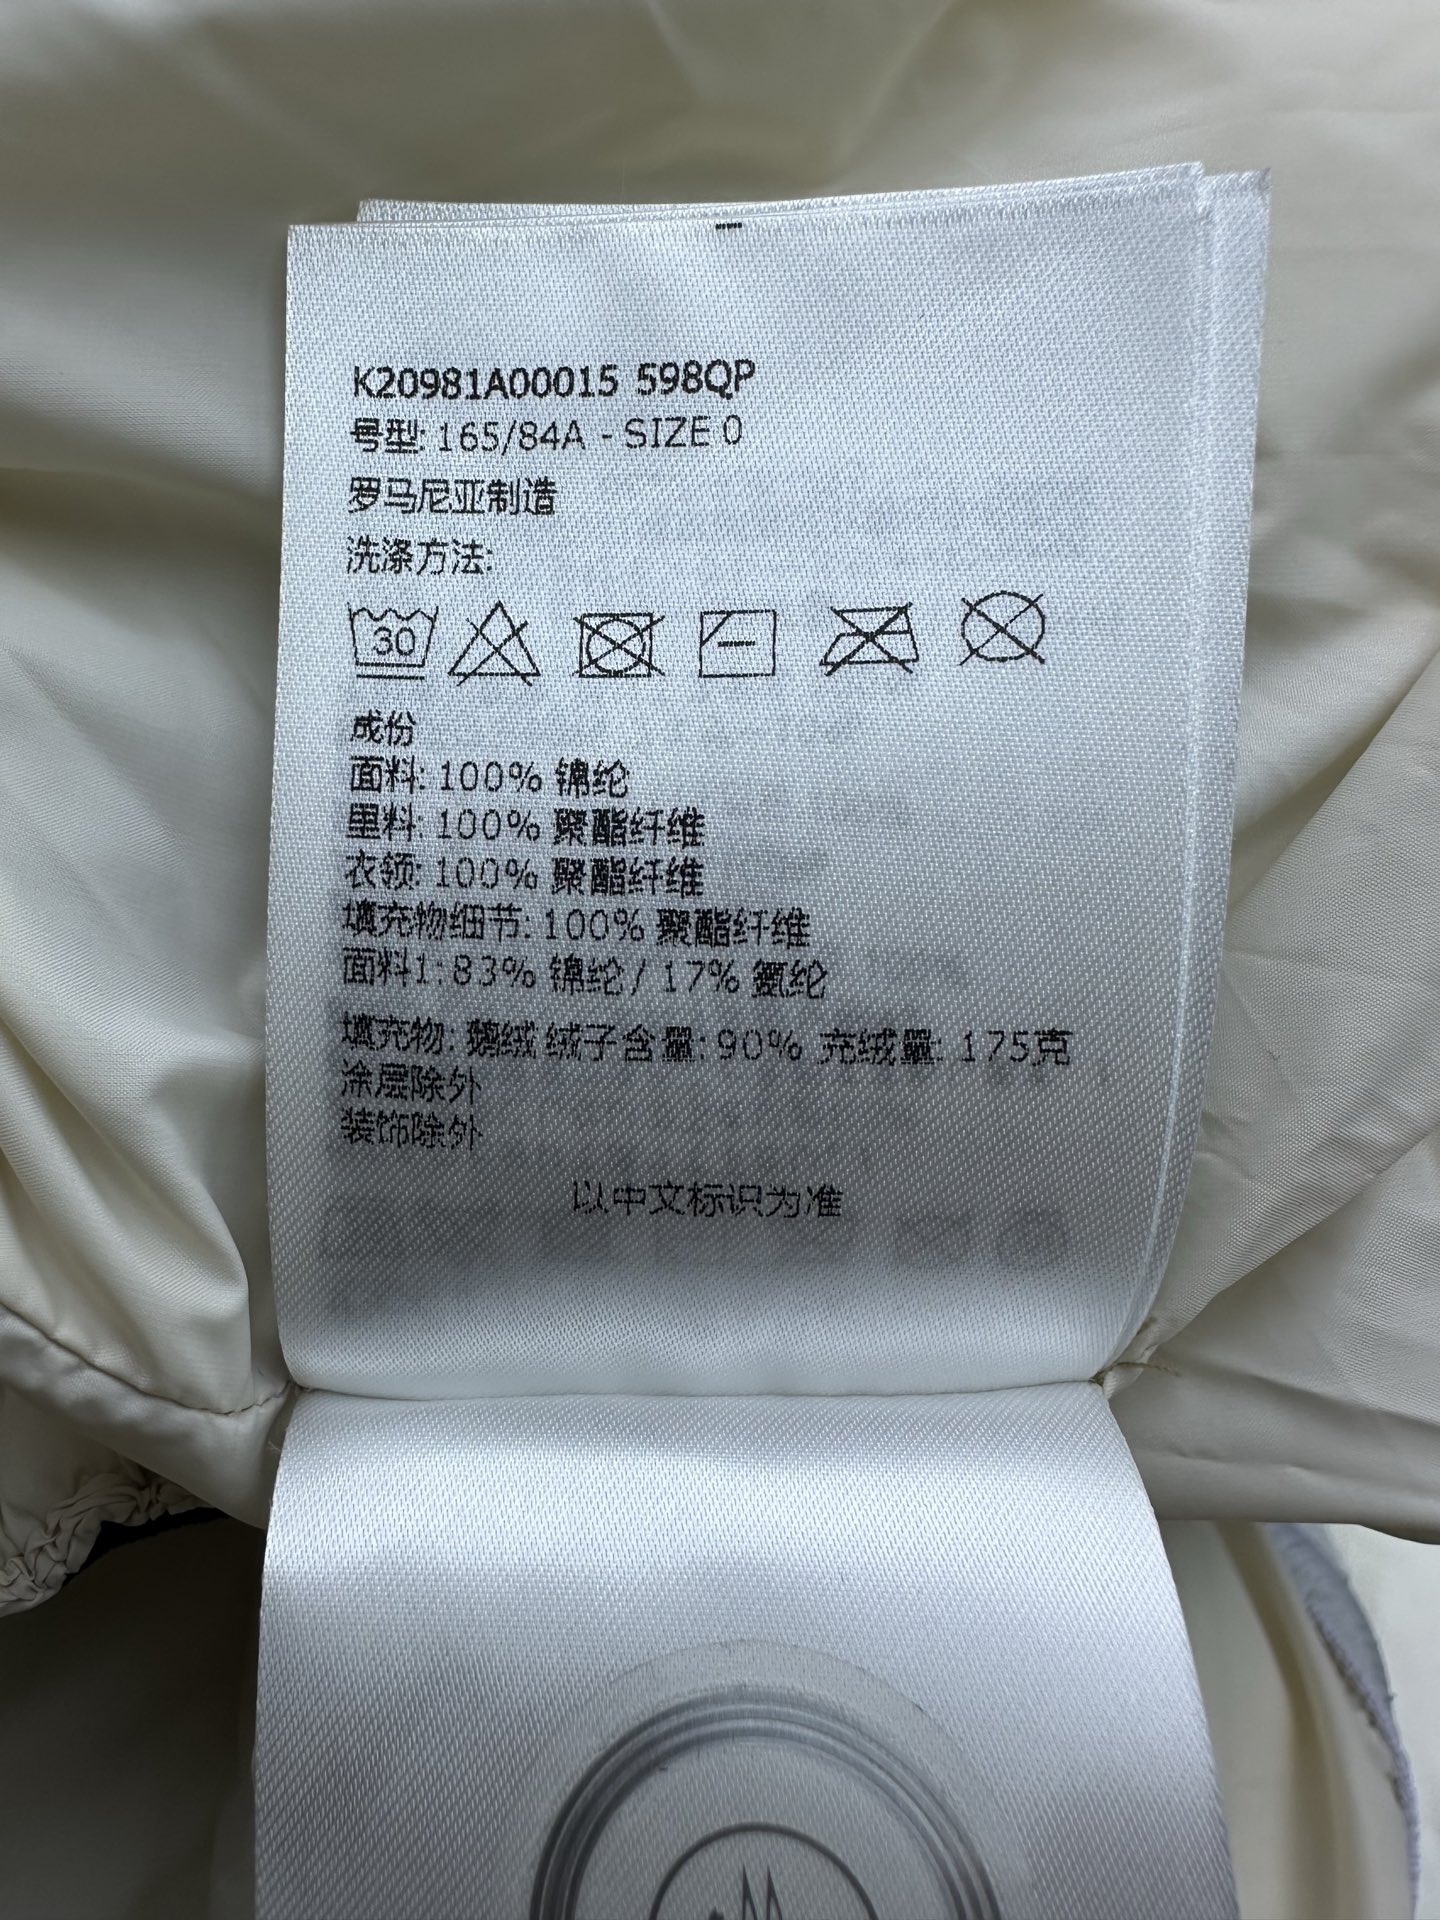 K20981A00015 598QP
号型: 165/84A - SIZE 0
罗马尼亚制造
洗涤方法:
30
成份
面料: 100% 锦纶
里料: 100% 聚酯纤维
衣领: 100% 聚酯纤维
填充物细节: 100% 聚酯纤维
面料1: 83% 锦纶 / 17% 氨纶
填充物: 鹅绒 绒子含量: 90% 充绒量: 175克
涂层除外
装饰除外
以中文标识为准